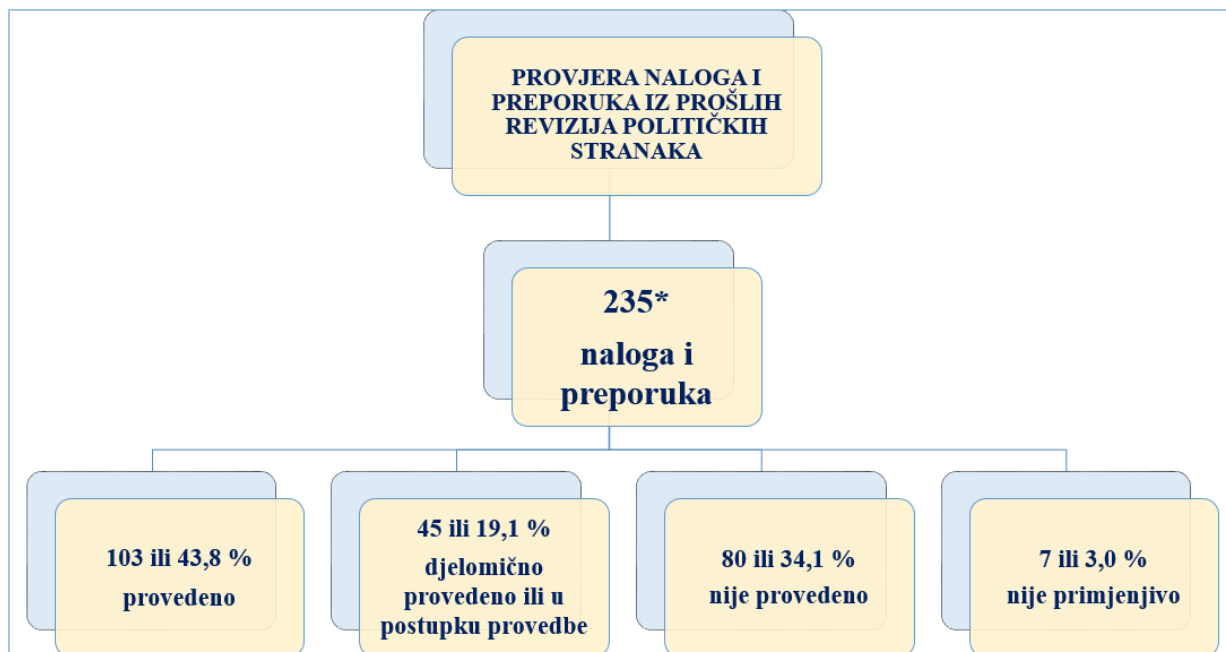 PROVJERA NALOGA I
PREPORUKA IZ PROŠLIH
REVIZIJA POLITIČKIH
STRANAKA
235*
naloga i
preporuka
103 ili 43,8 %
provedeno
45 ili 19,1 %
djelomično
provedeno ili u
postupku provedbe
80 ili 34,1 %
nije provedeno
7 ili 3,0 %
nije primjenjivo